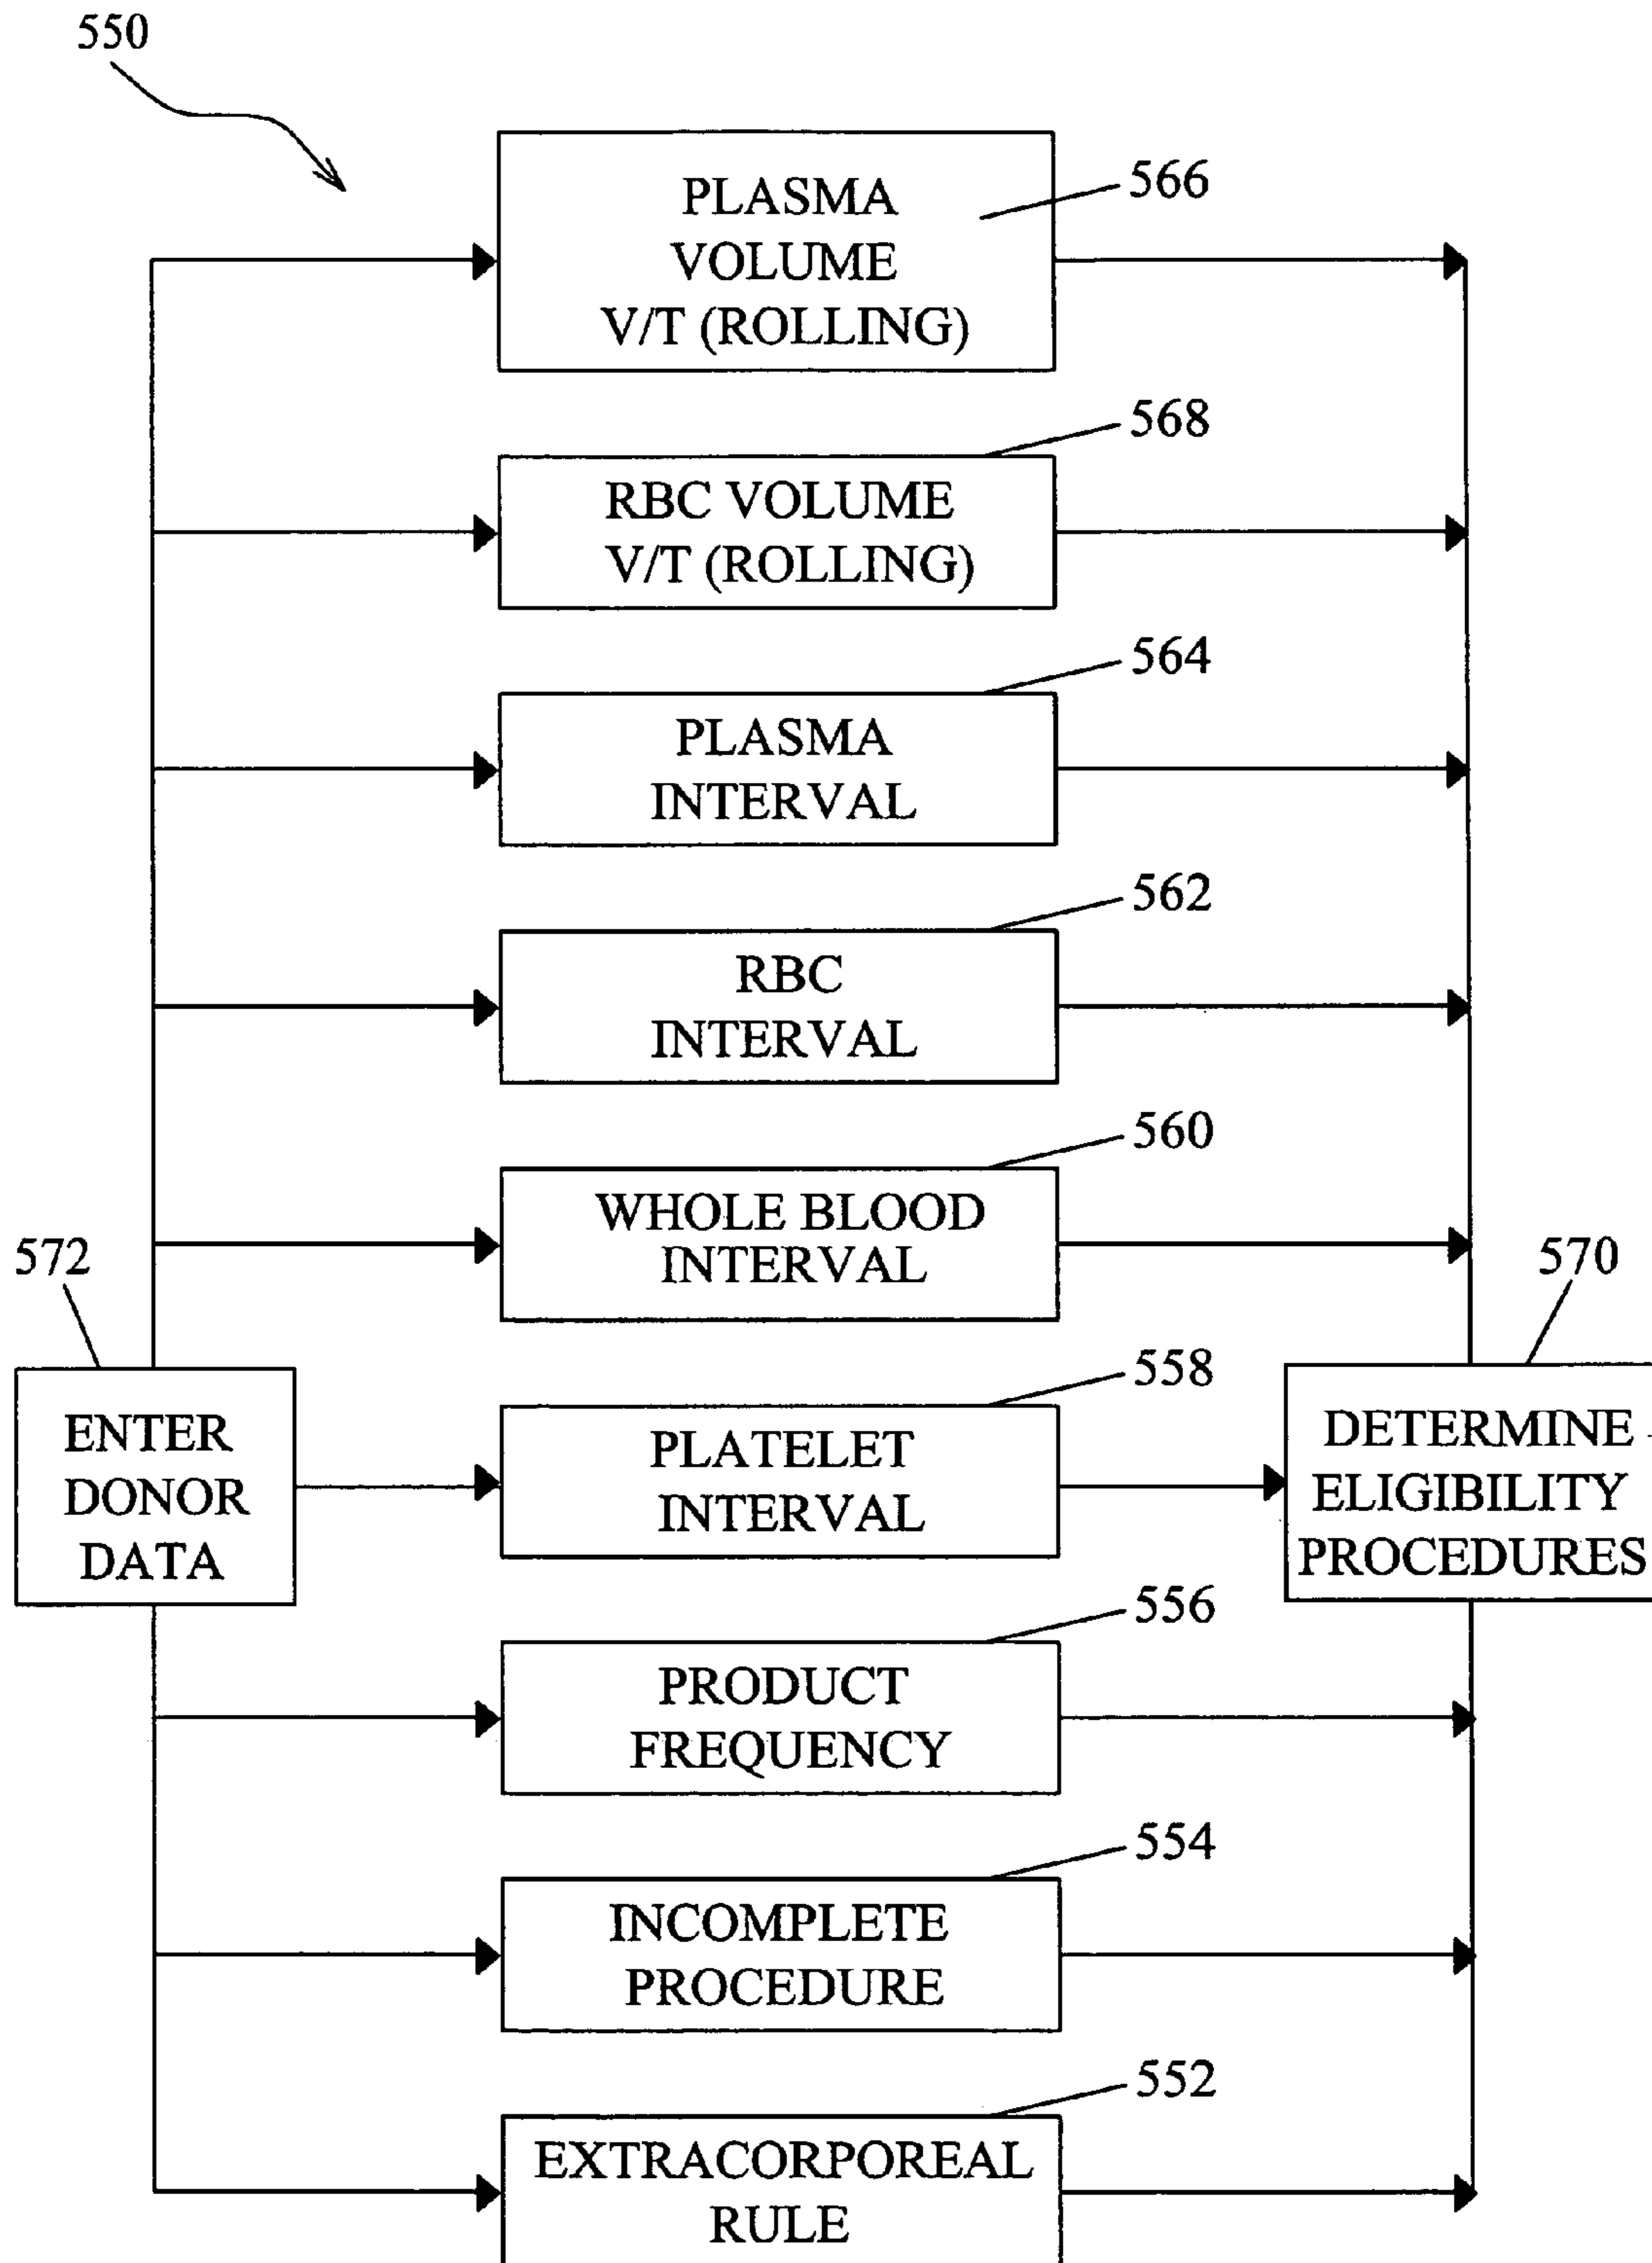 550
PLASMA
VOLUME
V/T (ROLLING)
566
RBC VOLUME
V/T (ROLLING)
568
PLASMA
INTERVAL
564
RBC
INTERVAL
562
WHOLE BLOOD
INTERVAL
560
572
ENTER
DONOR
DATA
PLATELET
INTERVAL
558
570
DETERMINE
ELIGIBILITY
PROCEDURES
PRODUCT
FREQUENCY
556
INCOMPLETE
PROCEDURE
554
EXTRACORPOREAL
RULE
552